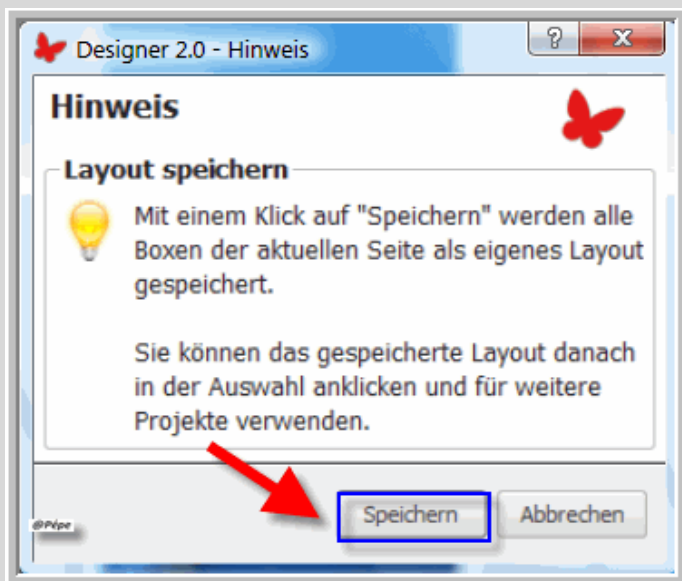 Designer 2.0 - Hinweis
? X
Hinweis
Layout speichern
Mit einem Klick auf "Speichern" werden alle
Boxen der aktuellen Seite als eigenes Layout
gespeichert.
Sie können das gespeicherte Layout danach
in der Auswahl anklicken und für weitere
Projekte verwenden.
Speichern Abbrechen
@Pépe